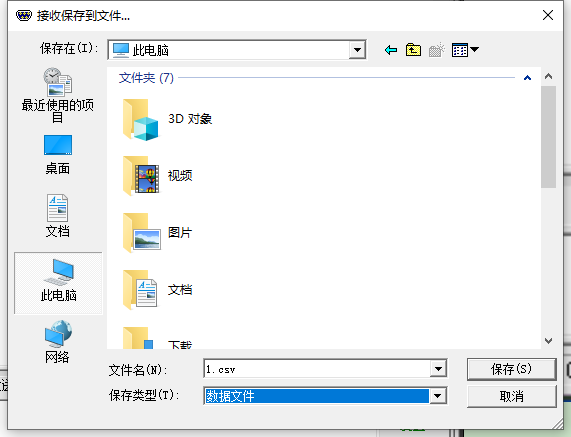 接收保存到文件...
保存在(I):
此电脑
最近使用的项
目
桌面
文档
此电脑
网络
文件夹 (7)
3D 对象
视频
图片
文档
下载
文件名(N):
1.csv
保存(S)
保存类型(T):
数据文件
取消